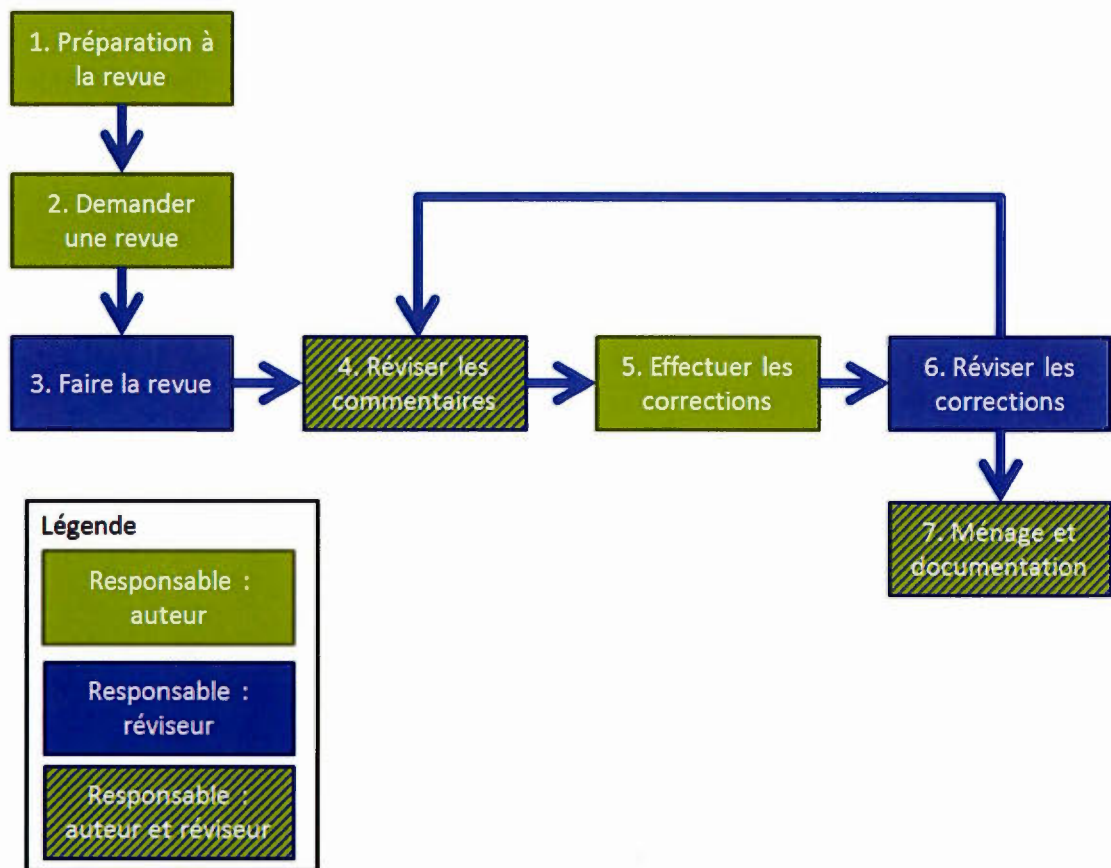 1. Préparation à
la revue
2. Demander
une revue
3. Faire la revue
4. Réviser les
commentaires
5. Effectuer les
corrections
6. Réviser les
corrections
7. Ménage et
documentation
Légende
Responsable :
auteur
Responsable :
réviseur
Responsable :
auteur et réviseur